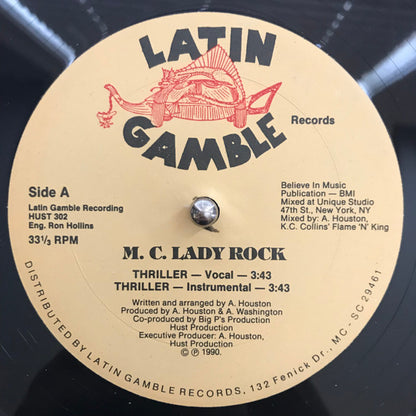 LATIN
GAMBLE
Records
Side A
Latin Gamble Recording
HUST 302
Eng. Ron Hollins
33⅓ RPM
Believe In Music
Publication — BMI
Mixed at Unique Studio
47th St., New York, NY
Mixed by: A. Houston,
K.C. Collins' Flame 'N' King
M. C. LADY ROCK
THRILLER — Vocal — 3:43
THRILLER — Instrumental — 3:43
Written and arranged by A. Houston
Produced by A. Houston & A. Washington
Co-produced by Big P's Production
Hust Production
Executive Producer: A. Houston,
Hust Production
© ℗ 1990.
DISTRIBUTED BY LATIN GAMBLE RECORDS, 132 Fenick Dr., MC - SC 29461